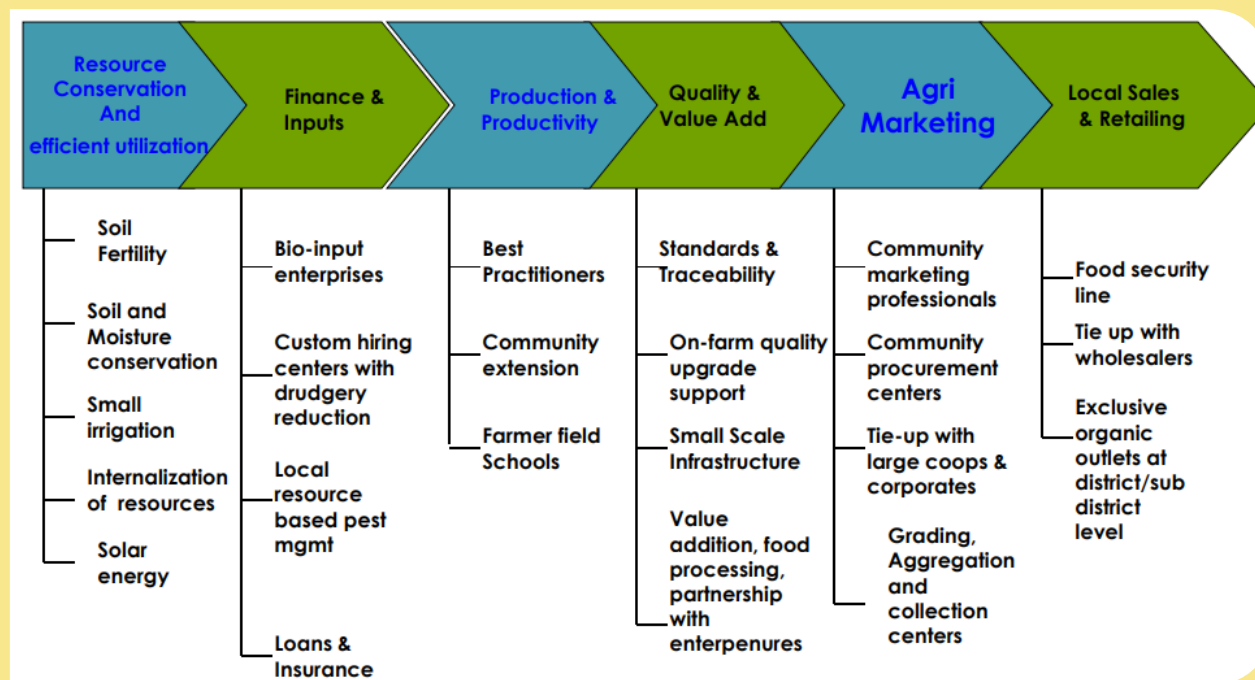 Resource
Conservation
And
efficient utilization
Finance &
Inputs
Production &
Productivity
Quality &
Value Add
Agri
Marketing
Local Sales
& Retailing
Soil
Fertility
Soil and
Moisture
conservation
Small
irrigation
Internalization
of resources
Solar
energy
Bio-input
enterprises
Custom hiring
centers with
drudgery
reduction
Local
resource
based pest
mgmt
Loans &
Insurance
Best
Practitioners
Community
extension
Farmer field
Schools
Standards &
Traceability
On-farm quality
upgrade
support
Small Scale
Infrastructure
Value
addition, food
processing,
partnership
with
enterpenures
Community
marketing
professionals
Community
procurement
centers
Tie-up with
large coops &
corporates
Grading,
Aggregation
and
collection
centers
Food security
line
Tie up with
wholesalers
Exclusive
organic
outlets at
district/sub
district
level